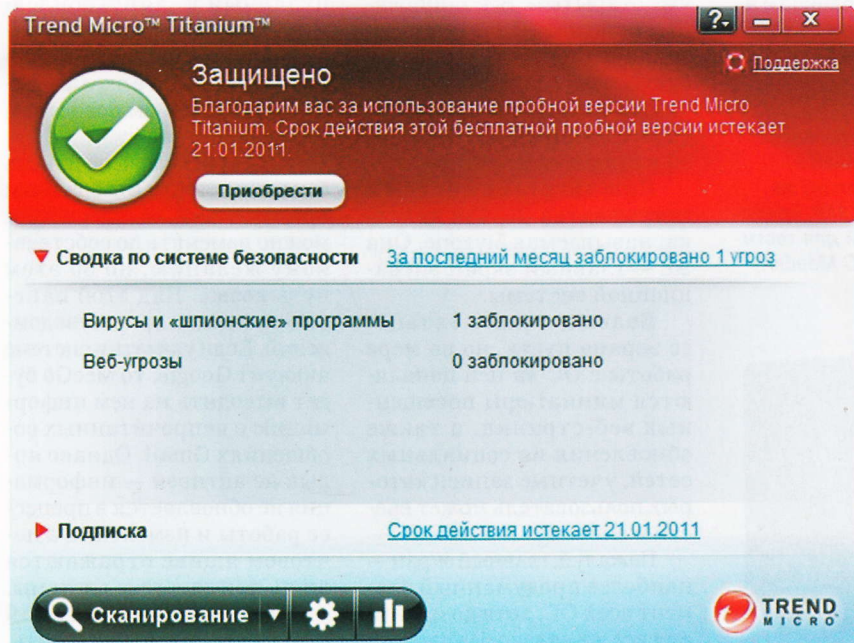 Trend Micro™ Titanium™
?
Защищено
Поддержка
Благодарим вас за использование пробной версии Trend Micro
Titanium. Срок действия этой бесплатной пробной версии истекает
21.01.2011.
Приобрести
Сводка по системе безопасности За последний месяц заблокировано 1 угроз
Вирусы и «шпионские» программы 1 заблокировано
Веб-угрозы 0 заблокировано
Подписка Срок действия истекает 21.01.2011
Сканирование
TREND
MICRO